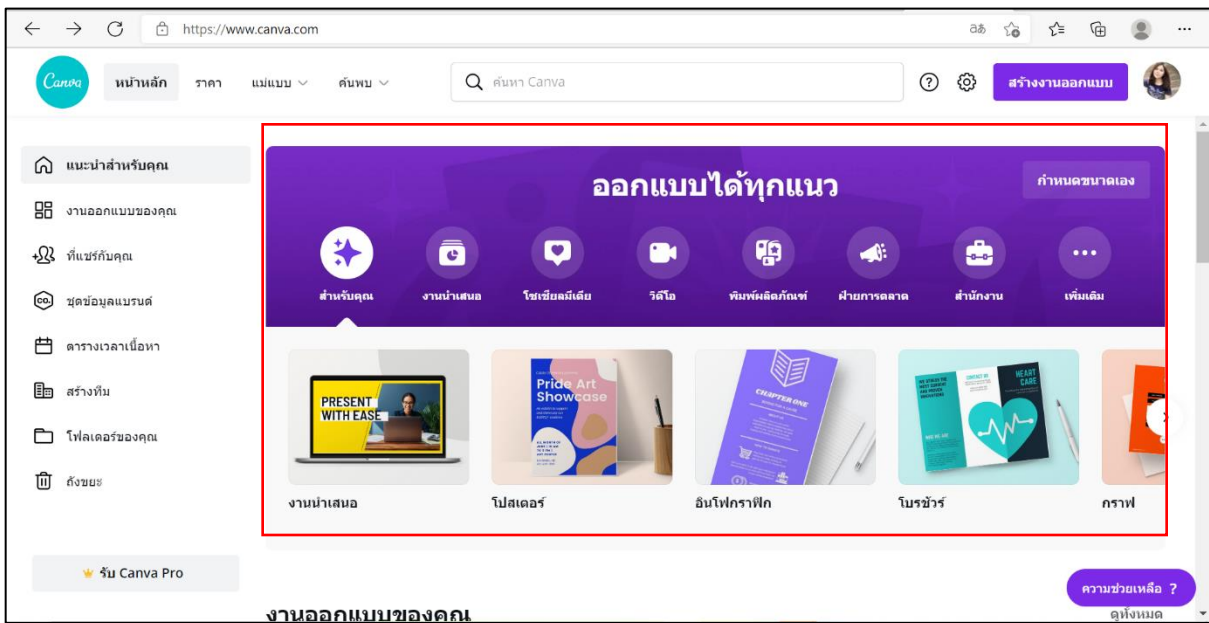 https://www.canva.com
Canva
หน้าหลัก
ราคา
แม่แบบ
ค้นพบ
ค้นหา Canva
สร้างงานออกแบบ
แนะนำสำหรับคุณ
งานออกแบบของคุณ
ที่แชร์กับคุณ
ชุดข้อมูลแบรนด์
ตารางเวลาเนื้อหา
สร้างทีม
โฟลเดอร์ของคุณ
ถังขยะ
รับ Canva Pro
ออกแบบได้ทุกแนว
กำหนดขนาดเอง
สำหรับคุณ
งานนำเสนอ
โซเชียลมีเดีย
วิดีโอ
พิมพ์ผลิตภัณฑ์
ฝ่ายการตลาด
สำนักงาน
เพิ่มเติม
PRESENT
WITH EASE
Pride Art
Showcase
CHAPTER ONE
CONTACT US
HEART
CARE
งานนำเสนอ
โปสเตอร์
อินโฟกราฟิก
โบรชัวร์
กราฟ
ความช่วยเหลือ ?
งานออกแบบของคุณ
ดูทั้งหมด